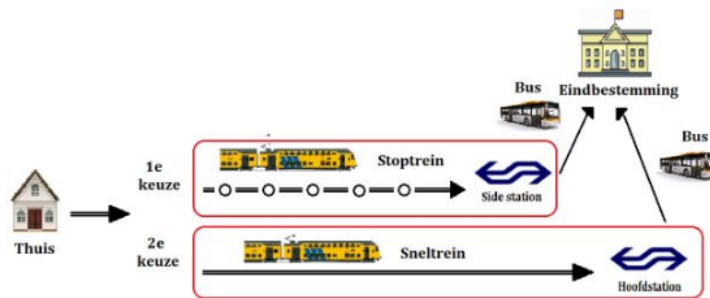 Bus
Eindbestemming
Bus
1e
keuze
Stoptrein
Side station
Thuis
2e
keuze
Sneltrein
Hoofdstation